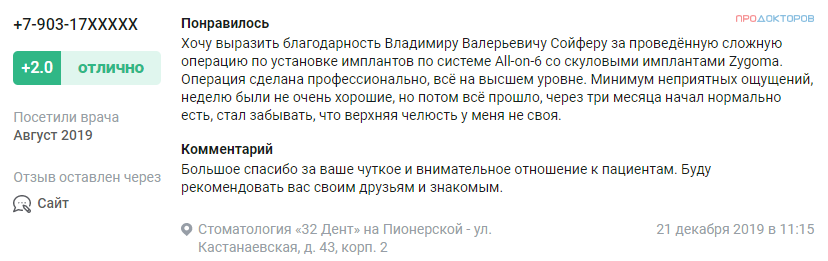 +7-903-17XXXXX
+2.0 отлично
Посетили врача
Август 2019
Отзыв оставлен через
Сайт
Понравилось
ПРОДОКТОРОВ
Хочу выразить благодарность Владимиру Валерьевичу Сойферу за проведённую сложную
операцию по установке имплантов по системе All-on-6 со скуловыми имплантами Zygoma.
Операция сделана профессионально, всё на высшем уровне. Минимум неприятных ощущений,
неделю были не очень хорошие, но потом всё прошло, через три месяца начал нормально
есть, стал забывать, что верхняя челюсть у меня не своя.
Комментарий
Большое спасибо за ваше чуткое и внимательное отношение к пациентам. Буду
рекомендовать вас своим друзьям и знакомым.
Стоматология «32 Дент» на Пионерской - ул.
Кастанаевская, д. 43, корп. 2
21 декабря 2019 в 11:15